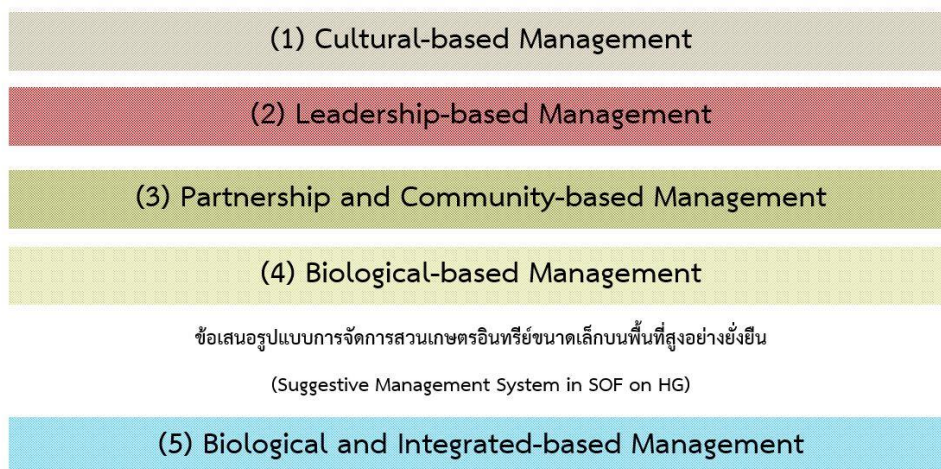 (1) Cultural-based Management
(2) Leadership-based Management
(3) Partnership and Community-based Management
(4) Biological-based Management
ข้อเสนอรูปแบบการจัดการสวนเกษตรอินทรีย์ขนาดเล็กบนพื้นที่สูงอย่างยั่งยืน
(Suggestive Management System in SOF on HG)
(5) Biological and Integrated-based Management